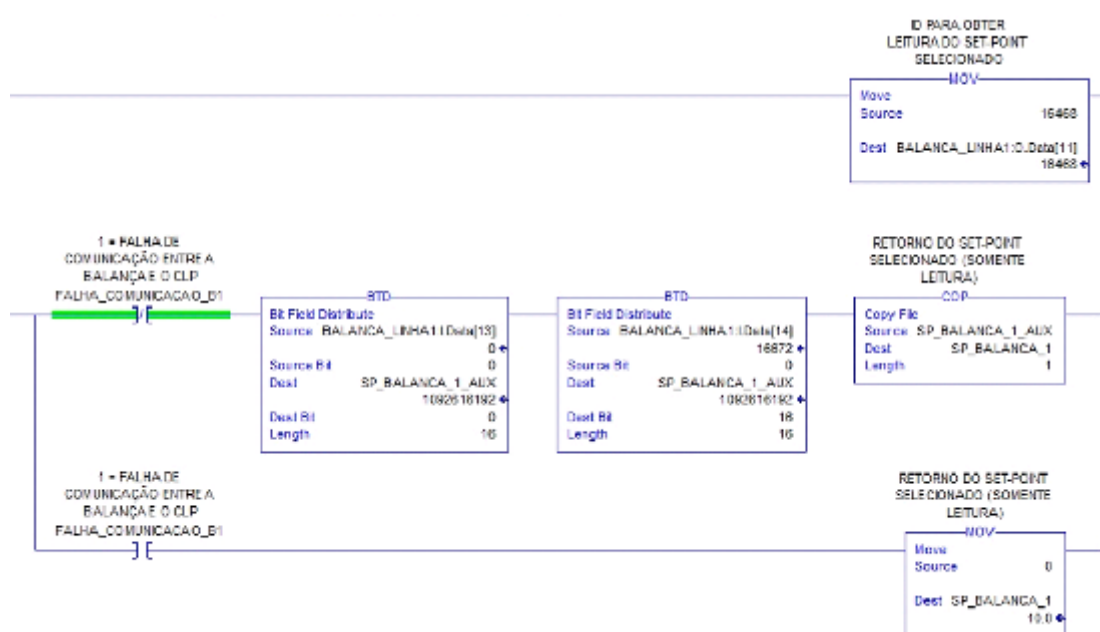 ID PARA OBTER
LEITURA DO SET-POINT
SELECIONADO
MOV
Move
Source 16468
Dest BALANCA_LINHA1:O.Data[11]
16468
1 = FALHA DE
COMUNICAÇÃO ENTRE A
BALANÇA E O CLP
FALHA_COMUNICACAO_B1
BTD
Bit Field Distribute
Source BALANCA_LINHA1:I.Data[13]
0
Source Bit 0
Dest SP_BALANCA_1_AUX
1092616192
Dest Bit 0
Length 16
BTD
Bit Field Distribute
Source BALANCA_LINHA1:I.Data[14]
16672
Source Bit 0
Dest SP_BALANCA_1_AUX
1092616192
Dest Bit 16
Length 16
RETORNO DO SET-POINT
SELECIONADO (SOMENTE
LEITURA)
COP
Copy File
Source SP_BALANCA_1_AUX
Dest SP_BALANCA_1
Length 1
1 = FALHA DE
COMUNICAÇÃO ENTRE A
BALANÇA E O CLP
FALHA_COMUNICACAO_B1
RETORNO DO SET-POINT
SELECIONADO (SOMENTE
LEITURA)
MOV
Move
Source 0
Dest SP_BALANCA_1
10.0